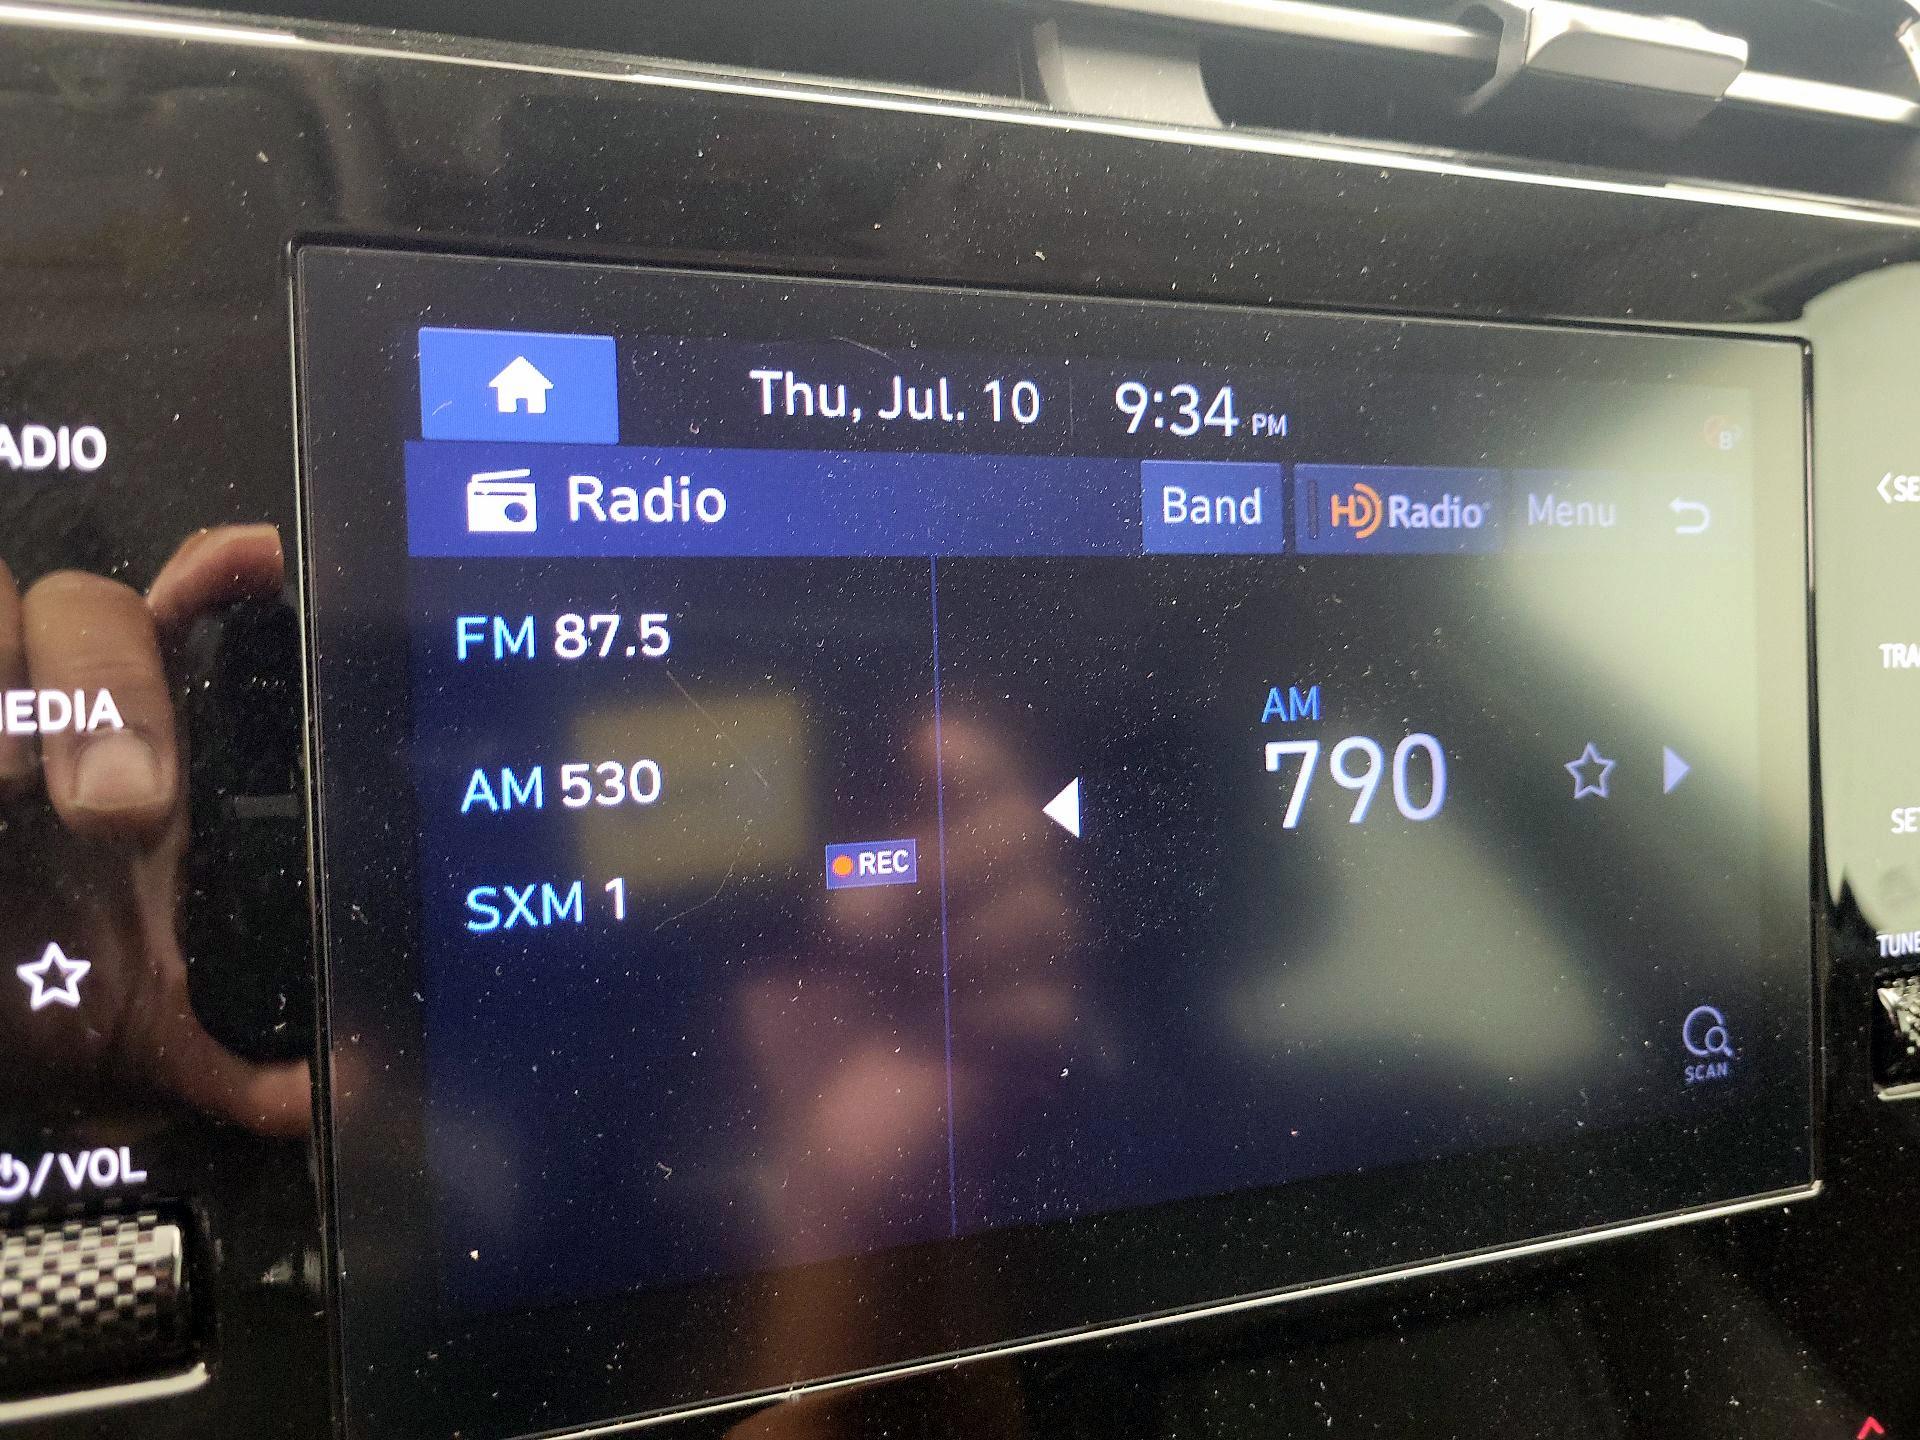 Thu, Jul. 10 9:34 PM
Radio Band HD Radio Menu
FM 87.5
AM 530
SXM 1
REC
AM
790
SCAN
ADIO
EDIA
/VOL
SE
TRA
SE
TUNE